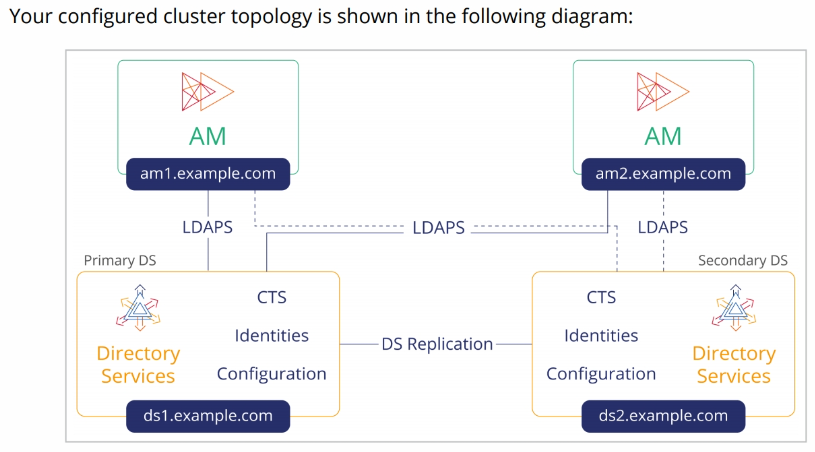 Your configured cluster topology is shown in the following diagram:
AM
AM
am1.example.com
am2.example.com
LDAPS
LDAPS
LDAPS
Primary DS
Secondary DS
CTS
CTS
Identities
Identities
Directory
Services
DS Replication
Directory
Services
Configuration
Configuration
ds1.example.com
ds2.example.com